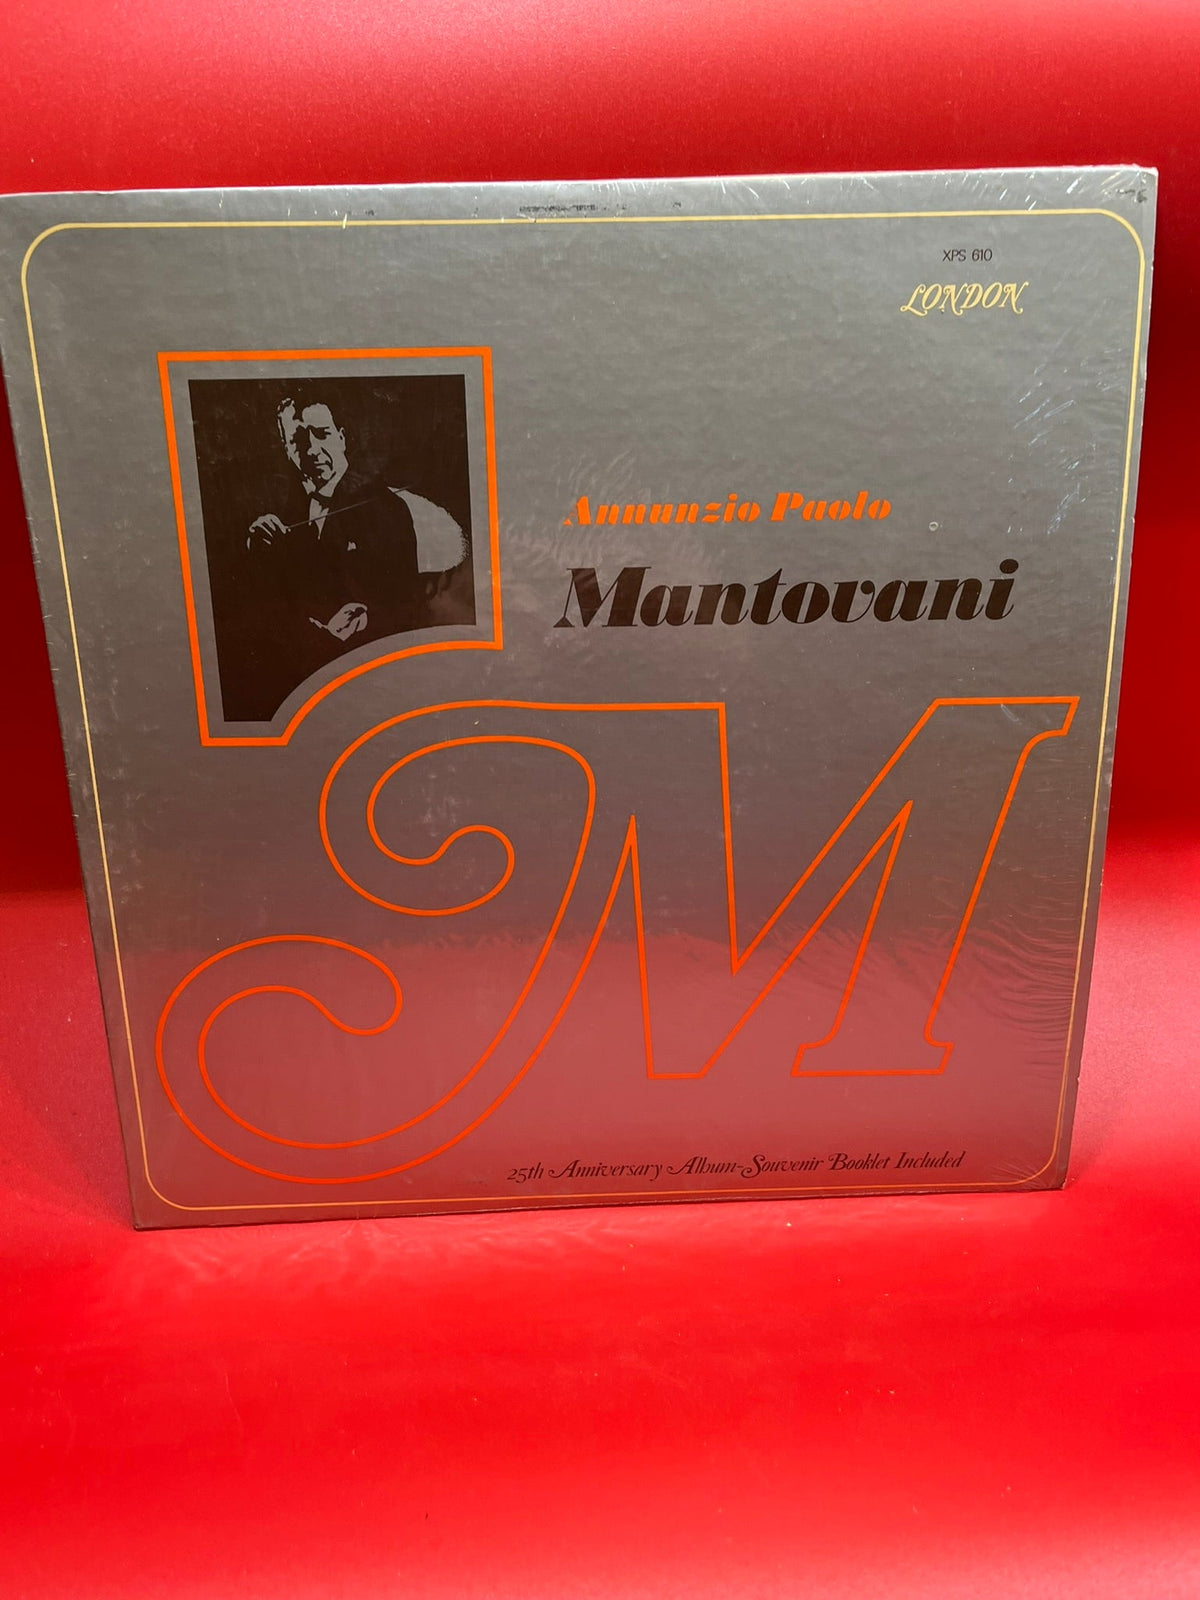 XPS 610
LONDON
Annunzio Paolo
Mantovani
M
25th Anniversary Album-Souvenir Booklet Included